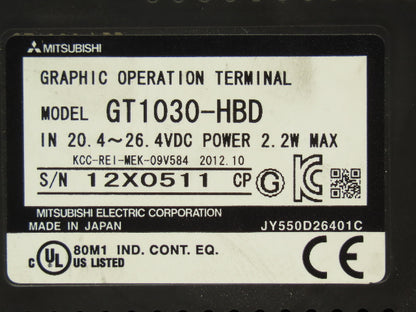 MITSUBISHI
GRAPHIC OPERATION TERMINAL
MODEL GT1030-HBD
IN 20.4~26.4VDC POWER 2.2W MAX
KCC-REI-MEK-09V584 2012.10
S/N 12X0511 CP G
MITSUBISHI ELECTRIC CORPORATION
MADE IN JAPAN JY550D26401C
C UL US LISTED 80M1 IND. CONT. EQ. CE